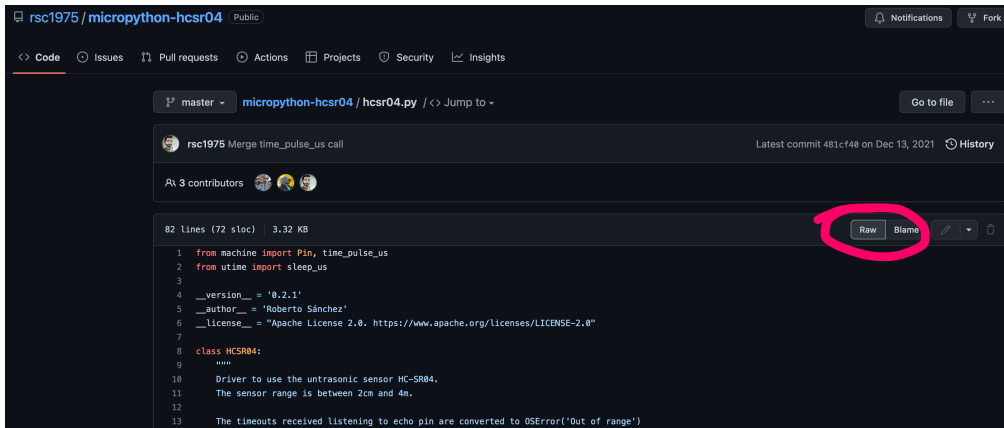 rsc1975 / micropython-hcsr04 Public
Notifications
Fork
<> Code
Issues
Pull requests
Actions
Projects
Security
Insights
master
micropython-hcsr04 / hcsr04.py / <> Jump to
Go to file
...
rsc1975 Merge time_pulse_us call
Latest commit 481cf40 on Dec 13, 2021
History
3 contributors
82 lines (72 sloc) 3.32 KB
Raw
Blame
1 from machine import Pin, time_pulse_us
2 from utime import sleep_us
3
4 __version__ = '0.2.1'
5 __author__ = 'Roberto Sánchez'
6 __license__ = "Apache License 2.0. https://www.apache.org/licenses/LICENSE-2.0"
7
8 class HCSR04:
9 """
10 Driver to use the untrasonic sensor HC-SR04.
11 The sensor range is between 2cm and 4m.
12
13 The timeouts received listening to echo pin are converted to OSError('Out of range')